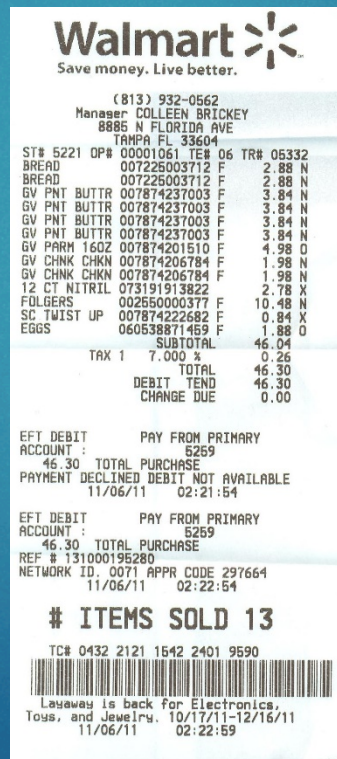 Walmart
Save money. Live better.
(813) 932-0562
Manager COLLEEN BRICKEY
8885 N FLORIDA AVE
TAMPA FL 33604
ST# 5221 OP# 00001061 TE# 06 TR# 05332
BREAD 007225003712 F 2.88 N
BREAD 007225003712 F 2.88 N
GV PNT BUTTR 007874237003 F 3.84 N
GV PNT BUTTR 007874237003 F 3.84 N
GV PNT BUTTR 007874237003 F 3.84 N
GV PNT BUTTR 007874237003 F 3.84 N
GV PARM 16OZ 007874201510 F 4.98 O
GV CHNK CHKN 007874206784 F 1.98 N
GV CHNK CHKN 007874206784 F 1.98 N
12 CT NITRIL 073191913822 2.78 X
FOLGERS 002550000377 F 10.48 N
SC TWIST UP 007874222682 F 0.84 X
EGGS 060538871459 F 1.88 O
SUBTOTAL 46.04
TAX 1 7.000 % 0.26
TOTAL 46.30
DEBIT TEND 46.30
CHANGE DUE 0.00
EFT DEBIT PAY FROM PRIMARY
ACCOUNT : 5259
46.30 TOTAL PURCHASE
PAYMENT DECLINED DEBIT NOT AVAILABLE
11/06/11 02:21:54
EFT DEBIT PAY FROM PRIMARY
ACCOUNT : 5259
46.30 TOTAL PURCHASE
REF # 131000195280
NETWORK ID. 0071 APPR CODE 297664
11/06/11 02:22:54
# ITEMS SOLD 13
TC# 0432 2121 1542 2401 9590
Layaway is back for Electronics,
Toys, and Jewelry. 10/17/11-12/16/11
11/06/11 02:22:59